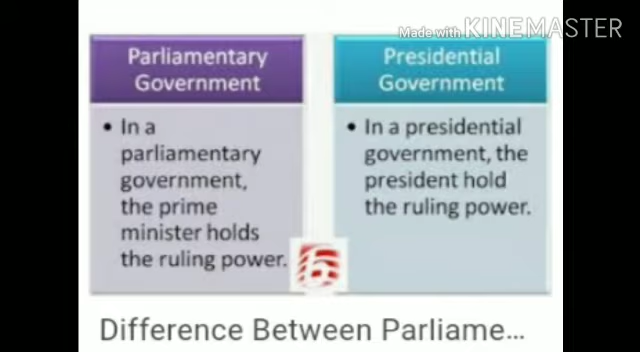 Made with KINEMASTER
Parliamentary
Government
• In a
parliamentary
government,
the prime
minister holds
the ruling power.
Presidential
Government
• In a presidential
government, the
president hold
the ruling power.
Difference Between Parliame...